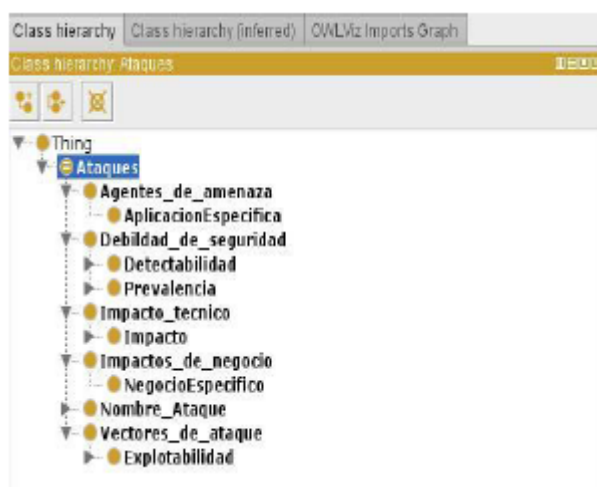 Class hierarchy Class hierarchy (inferred) OWLViz Imports Graph
Class hierarchy: Ataques
Thing
Ataques
Agentes_de_amenaza
AplicacionEspecifica
Debildad_de_seguridad
Detectabilidad
Prevalencia
Impacto_tecnico
Impacto
Impactos_de_negocio
NegocioEspecifico
Nombre_Ataque
Vectores_de_ataque
Explotabilidad